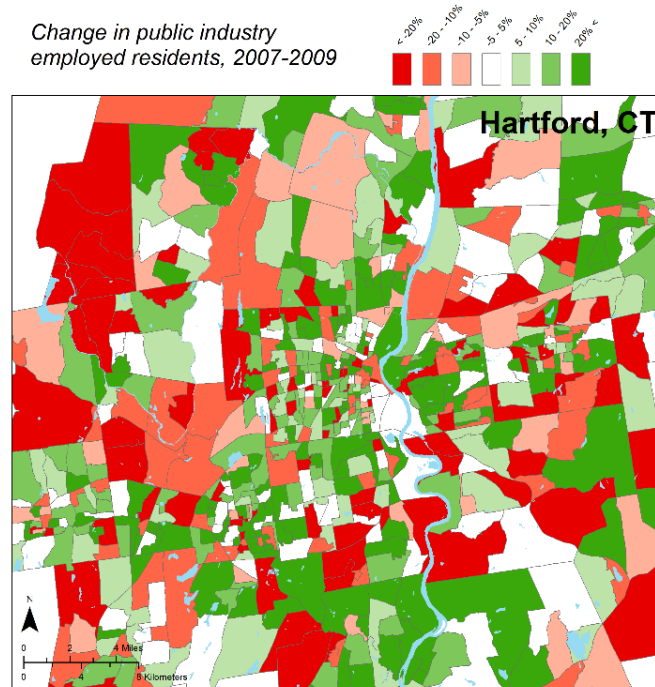 Change in public industry
employed residents, 2007-2009
< -20%
-20 - -10%
-10 - -5%
-5 - 5%
5 - 10%
10 - 20%
20% <
Hartford, CT
N
0 2 4 Miles
0 4 8 Kilometers